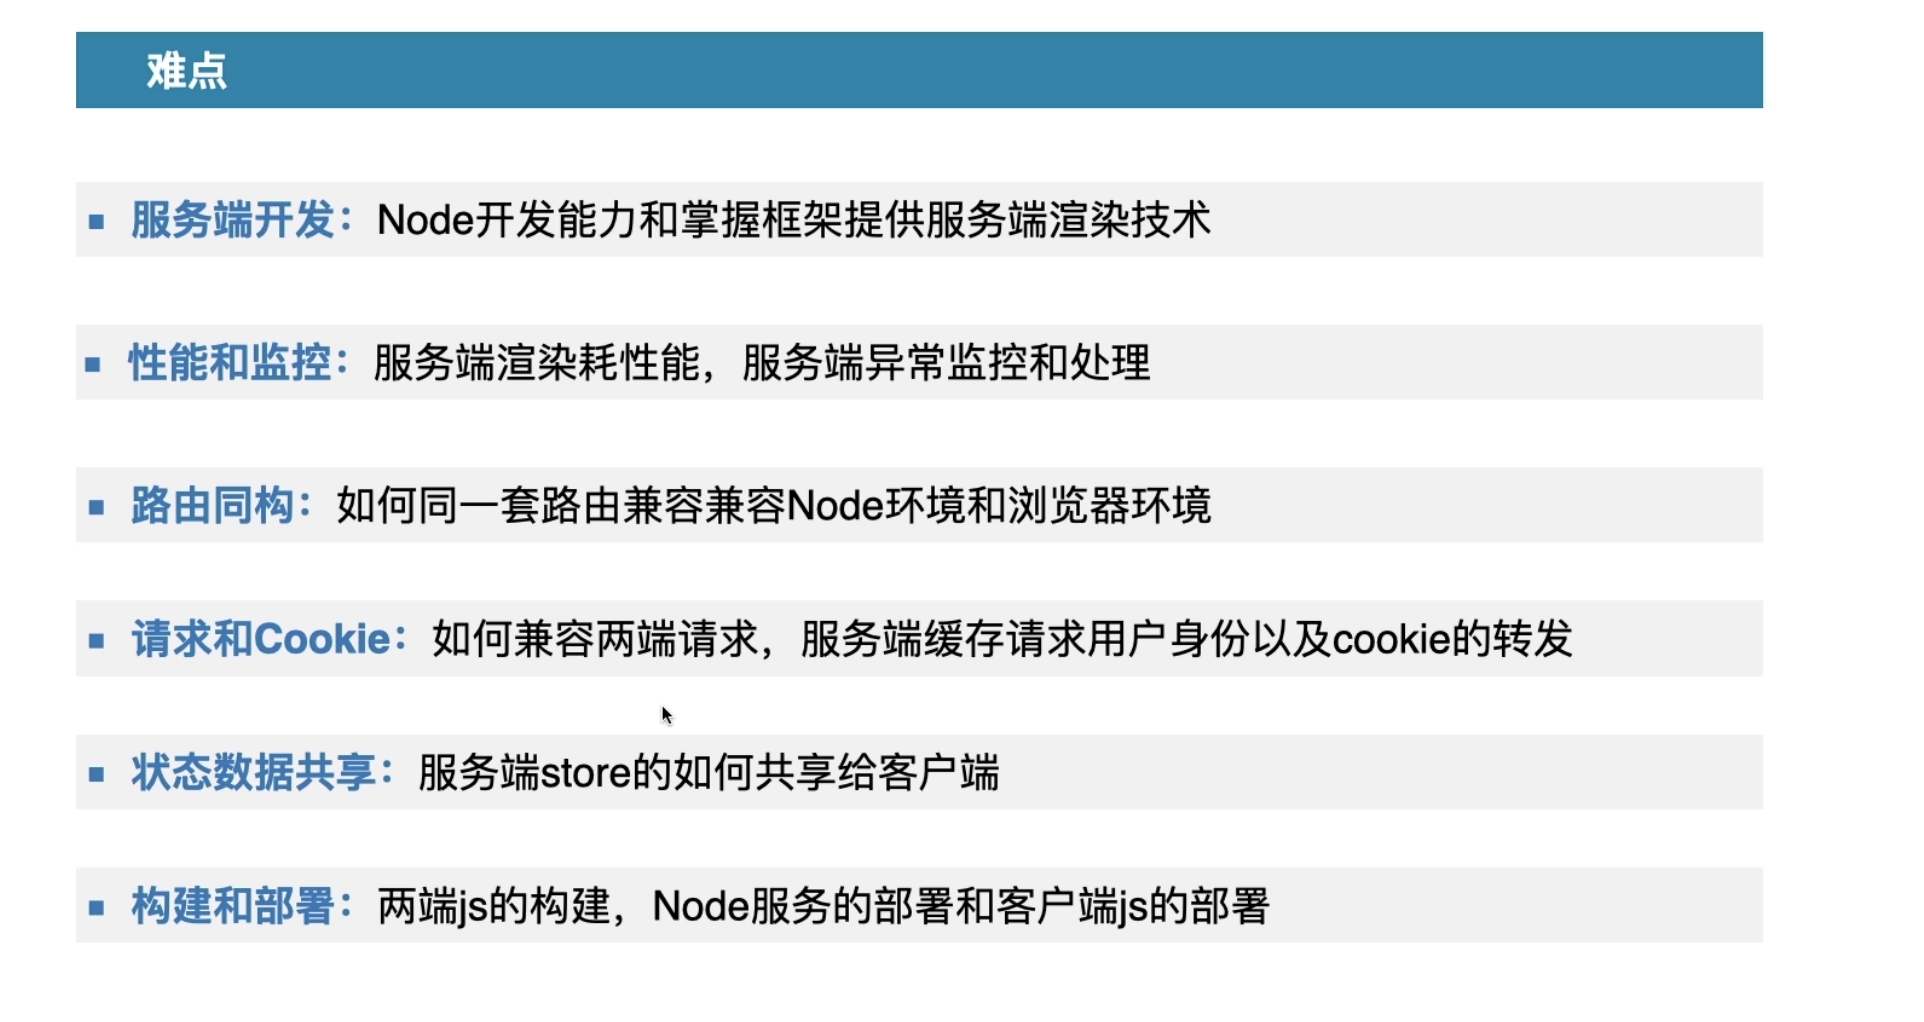 难点
▪ 服务端开发：Node开发能力和掌握框架提供服务端渲染技术
▪ 性能和监控：服务端渲染耗性能，服务端异常监控和处理
▪ 路由同构：如何同一套路由兼容兼容Node环境和浏览器环境
▪ 请求和Cookie：如何兼容两端请求，服务端缓存请求用户身份以及cookie的转发
▪ 状态数据共享：服务端store的如何共享给客户端
▪ 构建和部署：两端js的构建，Node服务的部署和客户端js的部署